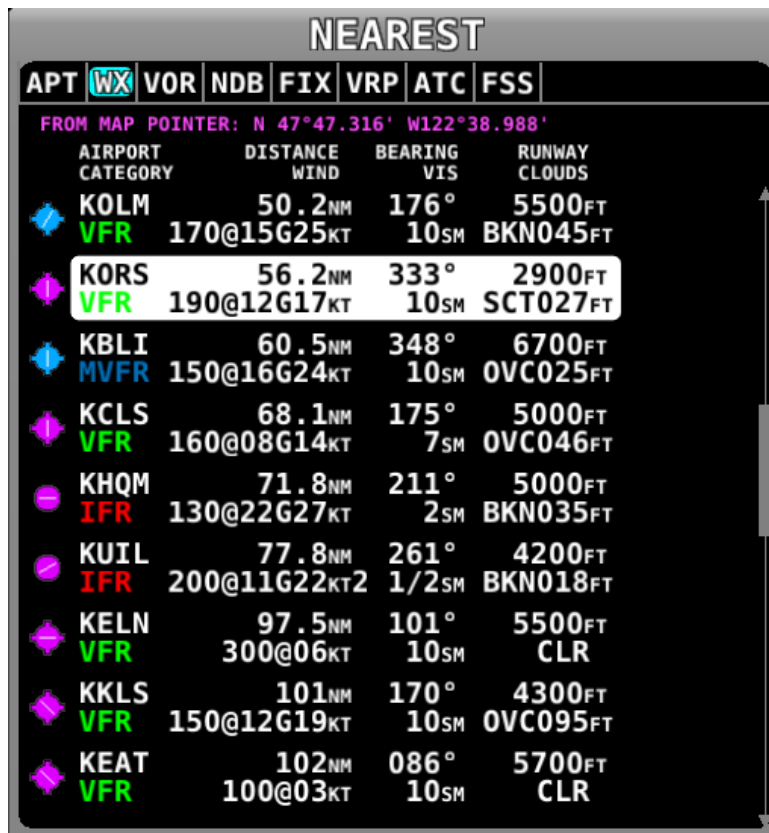 NEAREST
APT WX VOR NDB FIX VRP ATC FSS
FROM MAP POINTER: N 47°47.316' W122°38.988'
AIRPORT DISTANCE BEARING RUNWAY
CATEGORY WIND VIS CLOUDS
KOLM 50.2NM 176° 5500FT
VFR 170@15G25KT 10SM BKN045FT
KORS 56.2NM 333° 2900FT
VFR 190@12G17KT 10SM SCT027FT
KBLI 60.5NM 348° 6700FT
MVFR 150@16G24KT 10SM OVC025FT
KCLS 68.1NM 175° 5000FT
VFR 160@08G14KT 7SM OVC046FT
KHQM 71.8NM 211° 5000FT
IFR 130@22G27KT 2SM BKN035FT
KUIL 77.8NM 261° 4200FT
IFR 200@11G22KT2 1/2SM BKN018FT
KELN 97.5NM 101° 5500FT
VFR 300@06KT 10SM CLR
KKLS 101NM 170° 4300FT
VFR 150@12G19KT 10SM OVC095FT
KEAT 102NM 086° 5700FT
VFR 100@03KT 10SM CLR